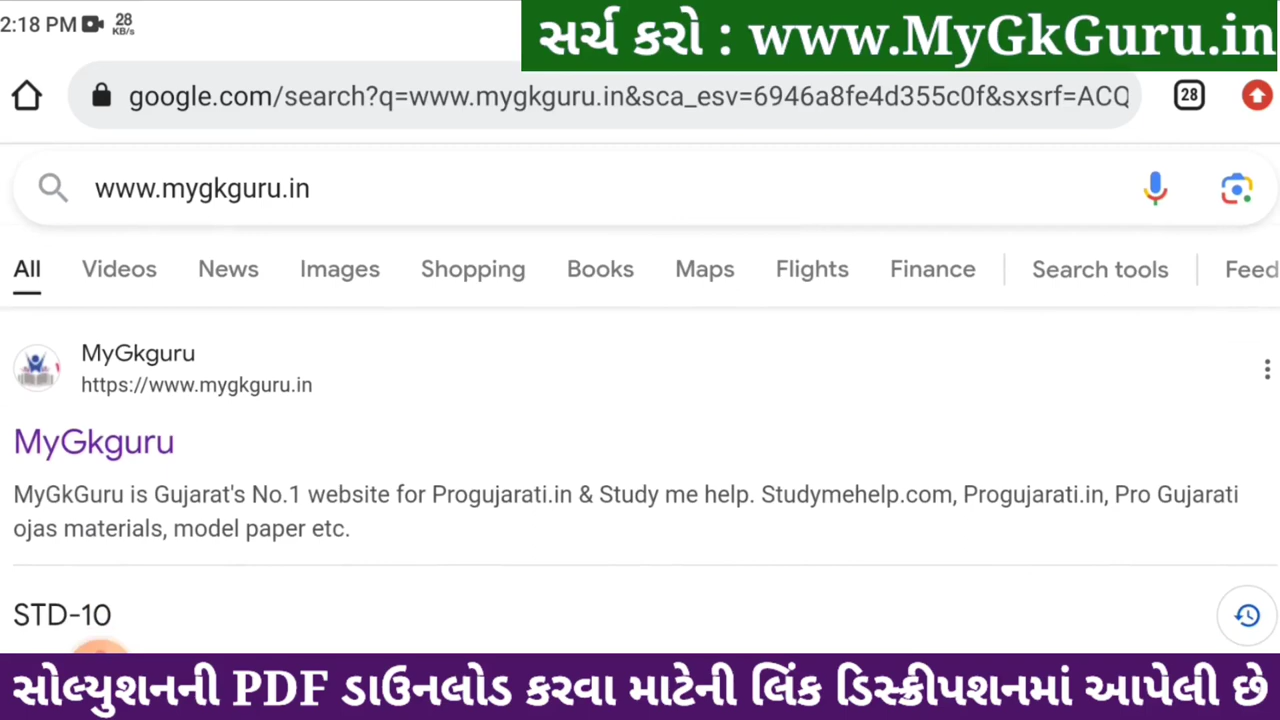 2:18 PM 28 KB/s
સર્ચ કરો : www.MyGkGuru.in
google.com/search?q=www.mygkguru.in&sca_esv=6946a8fe4d355c0f&sxsrf=ACQ
28
www.mygkguru.in
All Videos News Images Shopping Books Maps Flights Finance Search tools Feed
MyGkguru
https://www.mygkguru.in
MyGkguru
MyGkGuru is Gujarat's No.1 website for Progujarati.in & Study me help. Studymehelp.com, Progujarati.in, Pro Gujarati
ojas materials, model paper etc.
STD-10
સોલ્યુશનની PDF ડાઉનલોડ કરવા માટેની લિંક ડિસ્ક્રીપશનમાં આપેલી છે